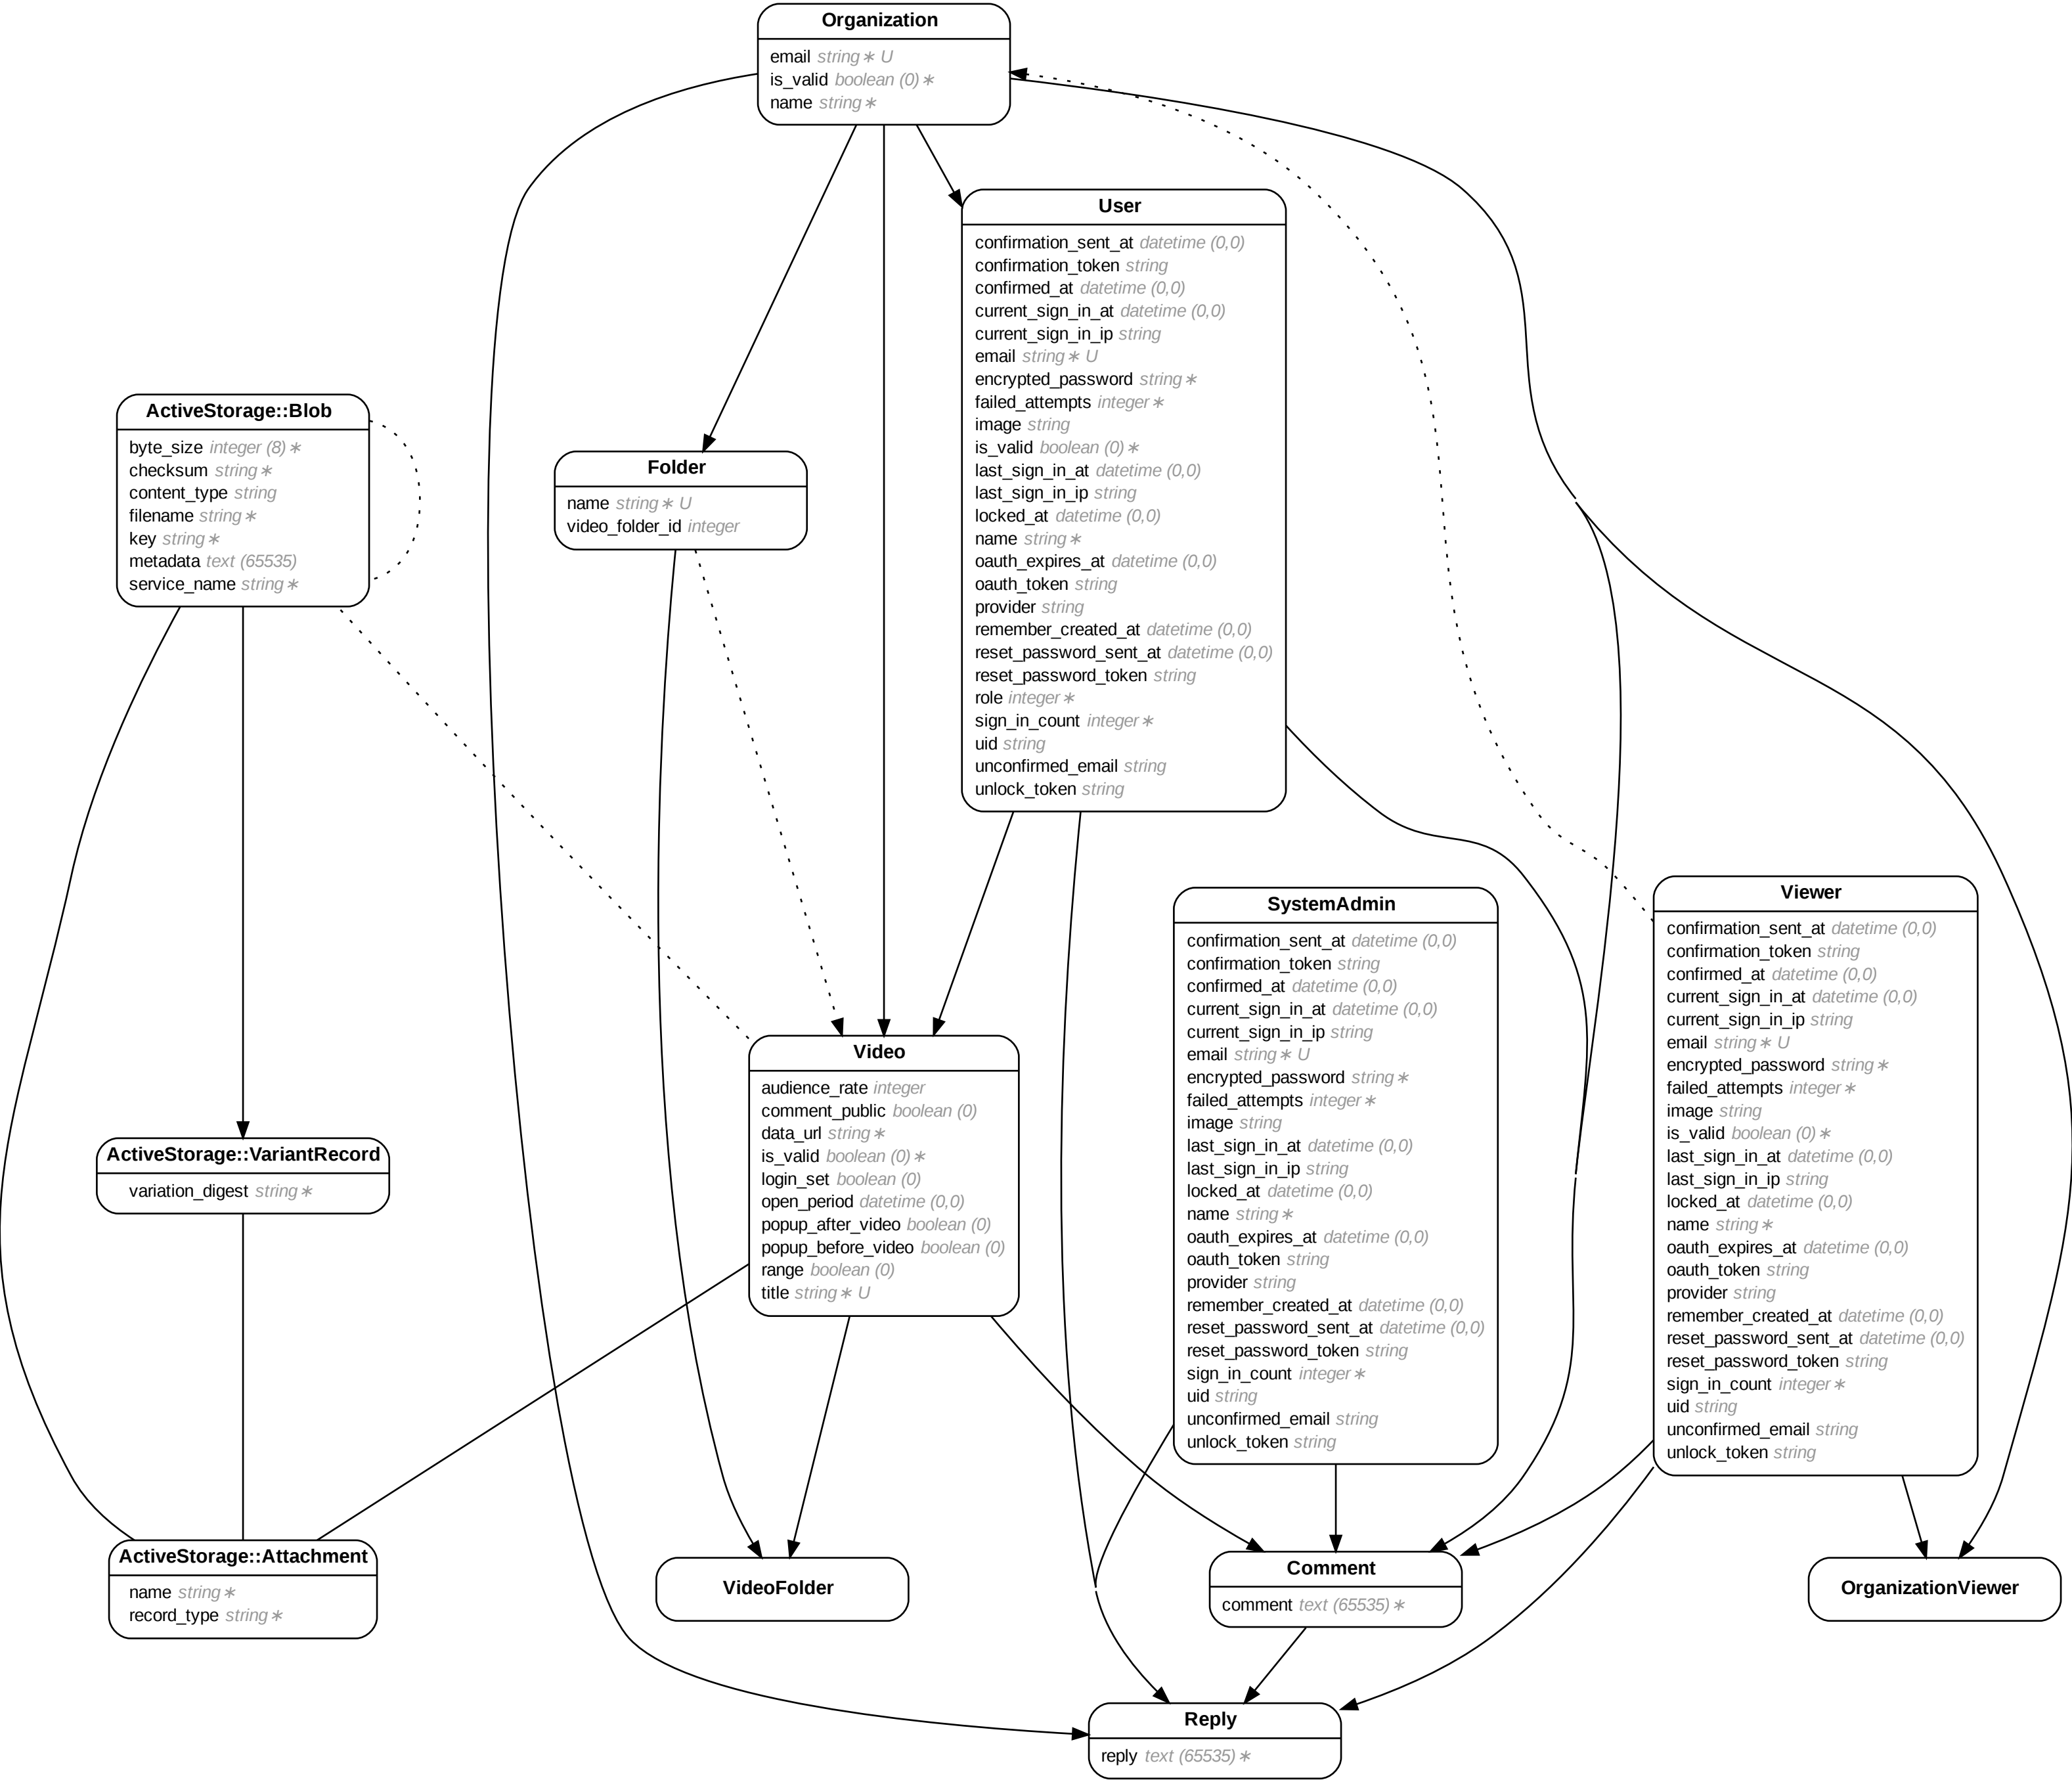 Organization
email string∗ U
is_valid boolean (0)∗
name string∗
User
confirmation_sent_at datetime (0,0)
confirmation_token string
confirmed_at datetime (0,0)
current_sign_in_at datetime (0,0)
current_sign_in_ip string
email string∗ U
encrypted_password string∗
failed_attempts integer∗
image string
is_valid boolean (0)∗
last_sign_in_at datetime (0,0)
last_sign_in_ip string
locked_at datetime (0,0)
name string∗
oauth_expires_at datetime (0,0)
oauth_token string
provider string
remember_created_at datetime (0,0)
reset_password_sent_at datetime (0,0)
reset_password_token string
role integer∗
sign_in_count integer∗
uid string
unconfirmed_email string
unlock_token string
ActiveStorage::Blob
byte_size integer (8)∗
checksum string∗
content_type string
filename string∗
key string∗
metadata text (65535)
service_name string∗
Folder
name string∗ U
video_folder_id integer
SystemAdmin
confirmation_sent_at datetime (0,0)
confirmation_token string
confirmed_at datetime (0,0)
current_sign_in_at datetime (0,0)
current_sign_in_ip string
email string∗ U
encrypted_password string∗
failed_attempts integer∗
image string
last_sign_in_at datetime (0,0)
last_sign_in_ip string
locked_at datetime (0,0)
name string∗
oauth_expires_at datetime (0,0)
oauth_token string
provider string
remember_created_at datetime (0,0)
reset_password_sent_at datetime (0,0)
reset_password_token string
sign_in_count integer∗
uid string
unconfirmed_email string
unlock_token string
Viewer
confirmation_sent_at datetime (0,0)
confirmation_token string
confirmed_at datetime (0,0)
current_sign_in_at datetime (0,0)
current_sign_in_ip string
email string∗ U
encrypted_password string∗
failed_attempts integer∗
image string
is_valid boolean (0)∗
last_sign_in_at datetime (0,0)
last_sign_in_ip string
locked_at datetime (0,0)
name string∗
oauth_expires_at datetime (0,0)
oauth_token string
provider string
remember_created_at datetime (0,0)
reset_password_sent_at datetime (0,0)
reset_password_token string
sign_in_count integer∗
uid string
unconfirmed_email string
unlock_token string
Video
audience_rate integer
comment_public boolean (0)
data_url string∗
is_valid boolean (0)∗
login_set boolean (0)
open_period datetime (0,0)
popup_after_video boolean (0)
popup_before_video boolean (0)
range boolean (0)
title string∗ U
ActiveStorage::VariantRecord
variation_digest string∗
ActiveStorage::Attachment
name string∗
record_type string∗
VideoFolder
Comment
comment text (65535)∗
OrganizationViewer
Reply
reply text (65535)∗